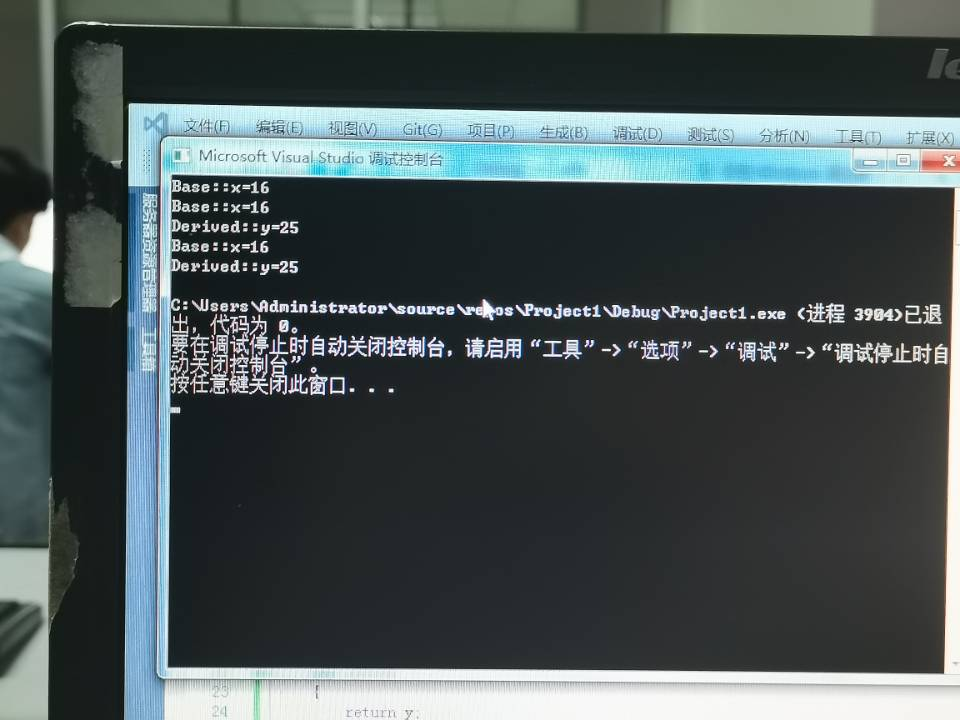 文件(F) 编辑(E) 视图(V) Git(G) 项目(P) 生成(B) 调试(D) 测试(S) 分析(N) 工具(T) 扩展(X)
Microsoft Visual Studio 调试控制台
服务器资源管理器 工具箱
Base::x=16
Base::x=16
Derived::y=25
Base::x=16
Derived::y=25
C:\Users\Administrator\source\repos\Project1\Debug\Project1.exe (进程 3904)已退
出，代码为 0。
要在调试停止时自动关闭控制台，请启用“工具”->“选项”->“调试”->“调试停止时自
动关闭控制台”。
按任意键关闭此窗口. . .
23 {
24 return y;